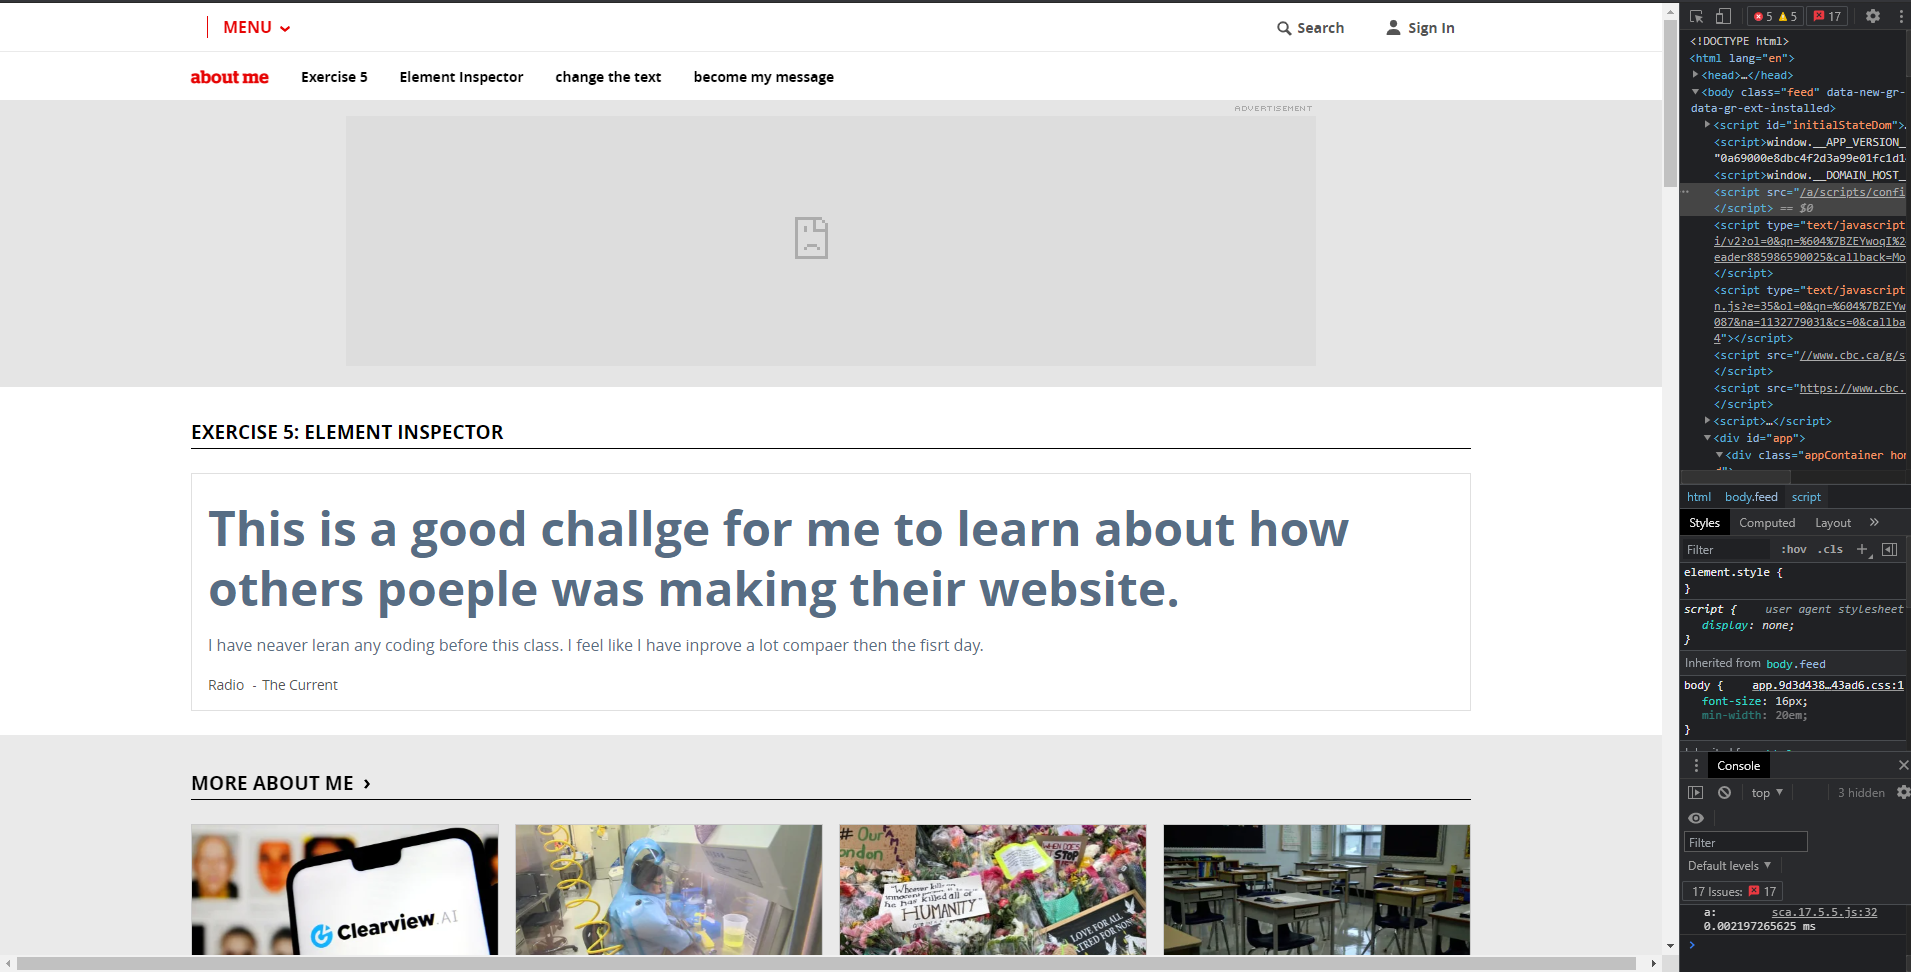 MENU
Search
Sign In
about me
Exercise 5
Element Inspector
change the text
become my message
ADVERTISEMENT
EXERCISE 5: ELEMENT INSPECTOR
This is a good challge for me to learn about how
others poeple was making their website.
I have neaver leran any coding before this class. I feel like I have inprove a lot compaer then the fisrt day.
Radio - The Current
MORE ABOUT ME ›
Clearview.AI
# Our
London
FAMILY
WHEN DOES
STOP
"Whoever kills an
innocent person it is as
he has killed all of
HUMANITY"
LOVE FOR ALL
HATRED FOR NONE
5 5 17
<!DOCTYPE html>
<html lang="en">
<head>…</head>
<body class="feed" data-new-gr-
data-gr-ext-installed>
<script id="initialStateDom">
<script>window.__APP_VERSION_
"0a69000e8dbc4f2d3a99e01fc1d1
<script>window.__DOMAIN_HOST_
<script src="/a/scripts/confi
</script> == $0
<script type="text/javascript
i/v2?ol=0&qn=%604%7BZEYwoqI%2
eader885986590025&callback=Mo
</script>
<script type="text/javascript
n.js?e=35&ol=0&qn=%604%7BZEYw
087&na=1132779031&cs=0&callba
4"></script>
<script src="//www.cbc.ca/g/s
</script>
<script src="https://www.cbc.
</script>
<script>…</script>
<div id="app">
<div class="appContainer hom
html body.feed script
Styles Computed Layout »
Filter :hov .cls +
element.style {
}
script { user agent stylesheet
display: none;
}
Inherited from body.feed
body { app.9d3d438…43ad6.css:1
font-size: 16px;
min-width: 20em;
}
Console
top 3 hidden
Filter
Default levels
17 Issues: 17
a: sca.17.5.5.js:32
0.002197265625 ms